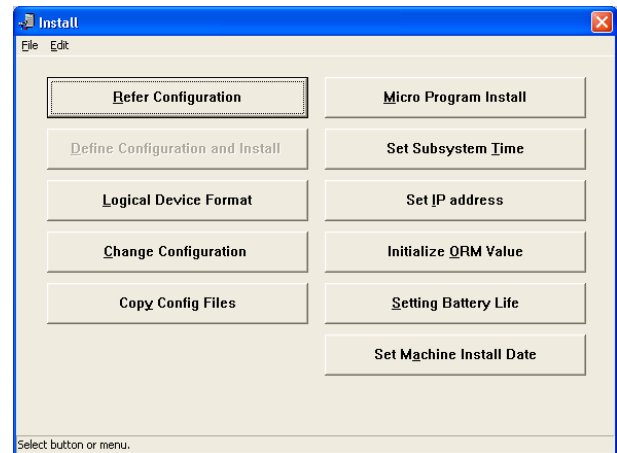 Install
File Edit
Refer Configuration
Define Configuration and Install
Logical Device Format
Change Configuration
Copy Config Files
Micro Program Install
Set Subsystem Time
Set IP address
Initialize ORM Value
Setting Battery Life
Set Machine Install Date
Select button or menu.